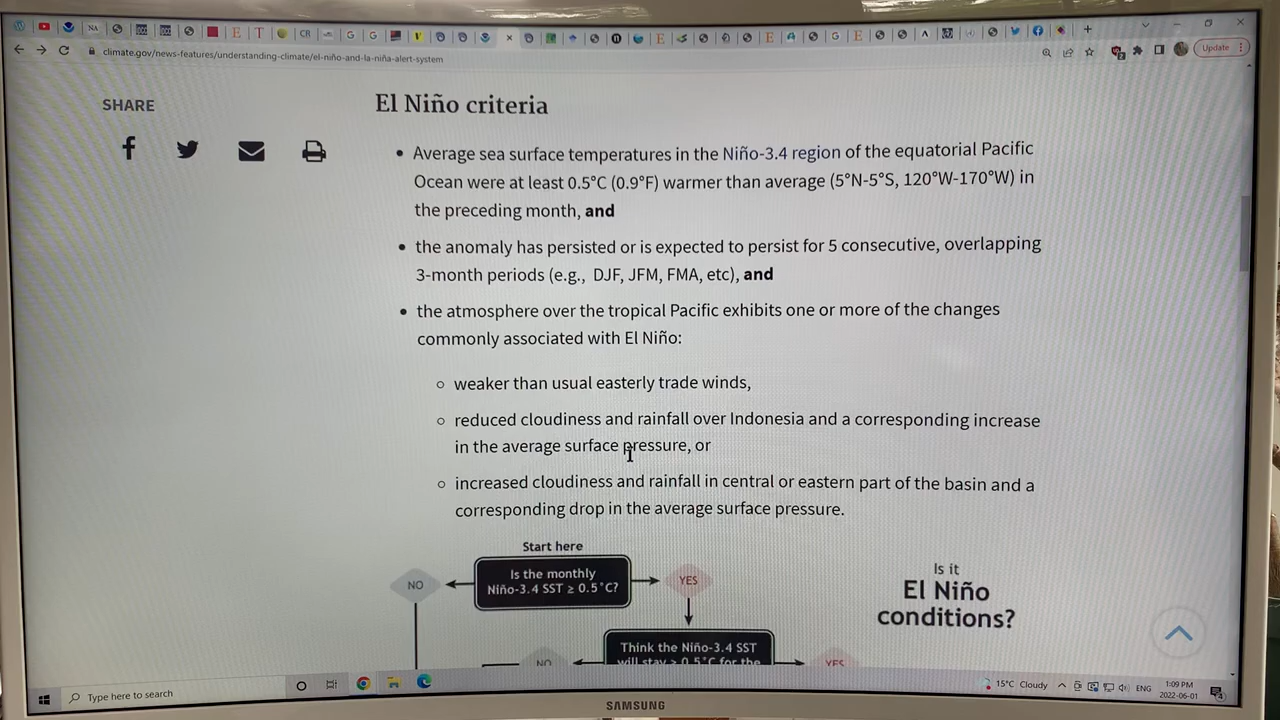 climate.gov/news-features/understanding-climate/el-niño-and-la-niña-alert-system
Update
SHARE
El Niño criteria
Average sea surface temperatures in the Niño-3.4 region of the equatorial Pacific
Ocean were at least 0.5°C (0.9°F) warmer than average (5°N-5°S, 120°W-170°W) in
the preceding month, and
the anomaly has persisted or is expected to persist for 5 consecutive, overlapping
3-month periods (e.g., DJF, JFM, FMA, etc), and
the atmosphere over the tropical Pacific exhibits one or more of the changes
commonly associated with El Niño:
weaker than usual easterly trade winds,
reduced cloudiness and rainfall over Indonesia and a corresponding increase
in the average surface pressure, or
increased cloudiness and rainfall in central or eastern part of the basin and a
corresponding drop in the average surface pressure.
Start here
NO
Is the monthly
Niño-3.4 SST ≥ 0.5°C?
YES
Is it
El Niño
conditions?
Think the Niño-3.4 SST
will stay ≥ 0.5°C for the
NO
YES
Type here to search
15°C Cloudy
ENG
1:09 PM
2022-06-01
SAMSUNG